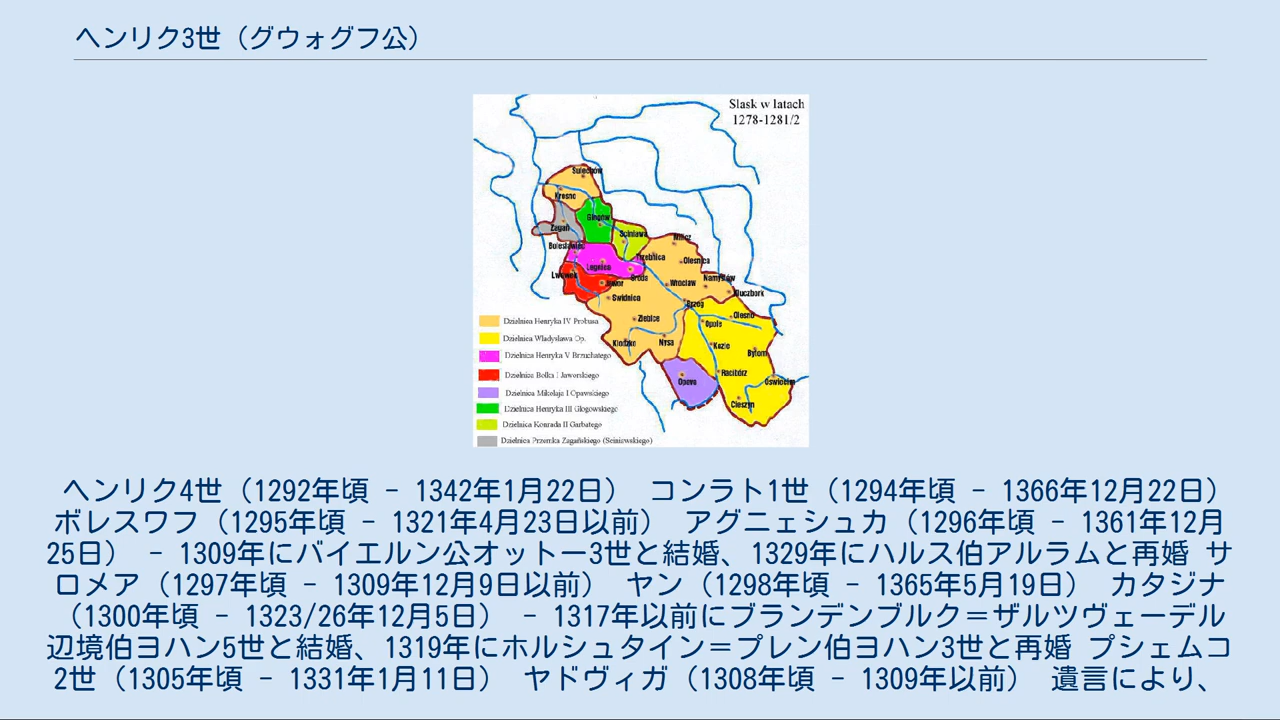 ヘンリク3世（グウォグフ公）
Slask w latach
1278-1281/2
Sulechów
Krosno
Głogów
Żagań
Ścinawa
Bolesławiec
Milicz
Trzebnica
Oleśnica
Legnica
Lwówek
Środa
Jawor
Wrocław
Namysłów
Kluczbork
Świdnica
Brzeg
Olesno
Ziębice
Opole
Kłodzko
Nysa
Koźle
Bytom
Racibórz
Opava
Oświęcim
Cieszyn
Dzielnica Henryka IV Probusa
Dzielnica Władysława Op.
Dzielnica Henryka V Brzuchatego
Dzielnica Bolka I Jaworskiego
Dzielnica Mikołaja I Opawskiego
Dzielnica Henryka III Głogowskiego
Dzielnica Konrada II Garbatego
Dzielnica Przemka Żagańskiego (Ścinawskiego)
ヘンリク4世（1292年頃 - 1342年1月22日） コンラト1世（1294年頃 - 1366年12月22日）
ボレスワフ（1295年頃 - 1321年4月23日以前） アグニェシュカ（1296年頃 - 1361年12月
25日） - 1309年にバイエルン公オットー3世と結婚、1329年にハルス伯アルラムと再婚 サ
ロメア（1297年頃 - 1309年12月9日以前） ヤン（1298年頃 - 1365年5月19日） カタジナ
（1300年頃 - 1323/26年12月5日） - 1317年以前にブランデンブルク＝ザルツヴェーデル
辺境伯ヨハン5世と結婚、1319年にホルシュタイン＝プレン伯ヨハン3世と再婚 プシェムコ
2世（1305年頃 - 1331年1月11日） ヤドヴィガ（1308年頃 - 1309年以前） 遺言により、